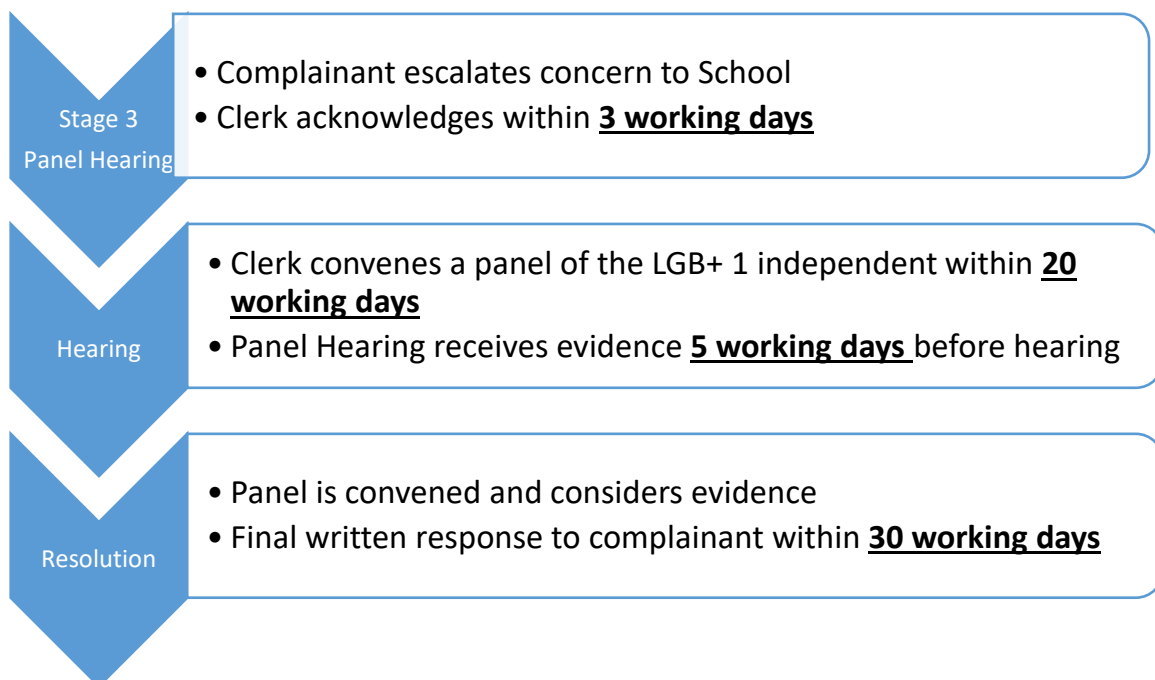 Stage 3
Panel Hearing
• Complainant escalates concern to School
• Clerk acknowledges within 3 working days
Hearing
• Clerk convenes a panel of the LGB+ 1 independent within 20
working days
• Panel Hearing receives evidence 5 working days before hearing
Resolution
• Panel is convened and considers evidence
• Final written response to complainant within 30 working days